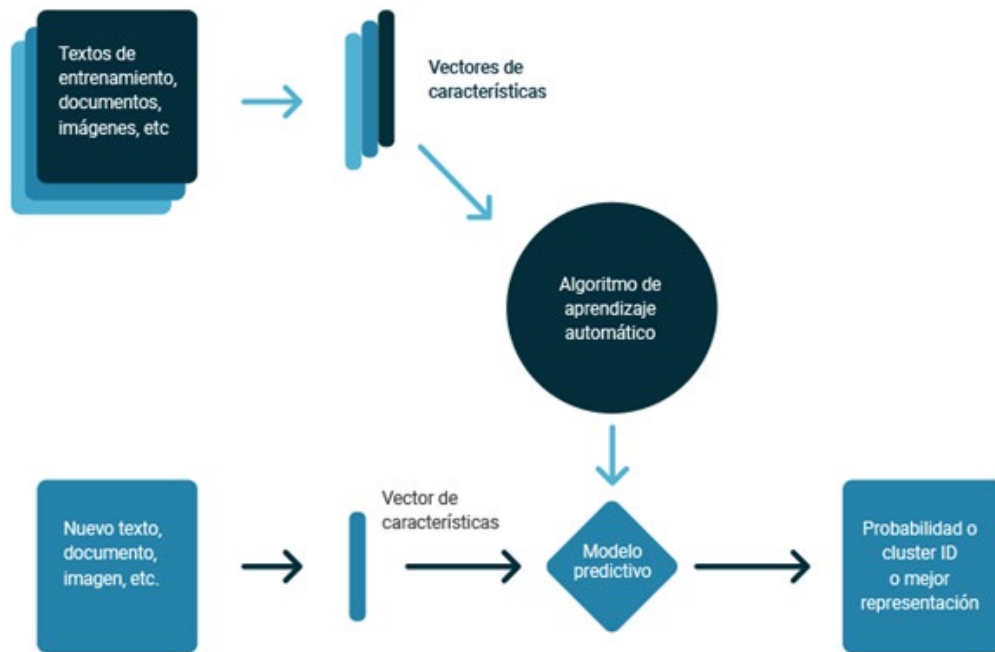 Textos de
entrenamiento,
documentos,
imágenes, etc
Vectores de
características
Algoritmo de
aprendizaje
automático
Nuevo texto,
documento,
imagen, etc.
Vector de
características
Modelo
predictivo
Probabilidad o
cluster ID
o mejor
representación